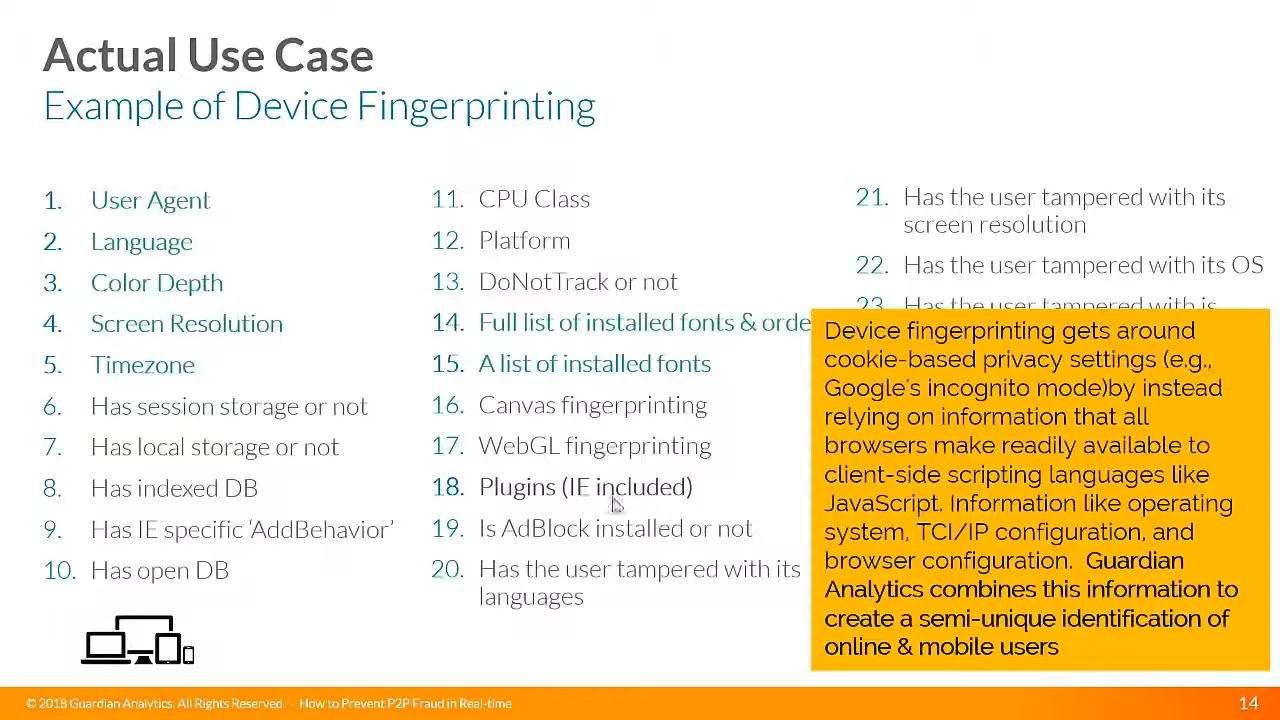 Actual Use Case
Example of Device Fingerprinting
1. User Agent
2. Language
3. Color Depth
4. Screen Resolution
5. Timezone
6. Has session storage or not
7. Has local storage or not
8. Has indexed DB
9. Has IE specific ‘AddBehavior’
10. Has open DB
11. CPU Class
12. Platform
13. DoNotTrack or not
14. Full list of installed fonts & orde
15. A list of installed fonts
16. Canvas fingerprinting
17. WebGL fingerprinting
18. Plugins (IE included)
19. Is AdBlock installed or not
20. Has the user tampered with its
languages
21. Has the user tampered with its
screen resolution
22. Has the user tampered with its OS
23. Has the user tampered with is
Device fingerprinting gets around
cookie-based privacy settings (e.g.,
Google's incognito mode)by instead
relying on information that all
browsers make readily available to
client-side scripting languages like
JavaScript. Information like operating
system, TCI/IP configuration, and
browser configuration. Guardian
Analytics combines this information to
create a semi-unique identification of
online & mobile users
© 2018 Guardian Analytics. All Rights Reserved - How to Prevent P2P Fraud in Real-time
14